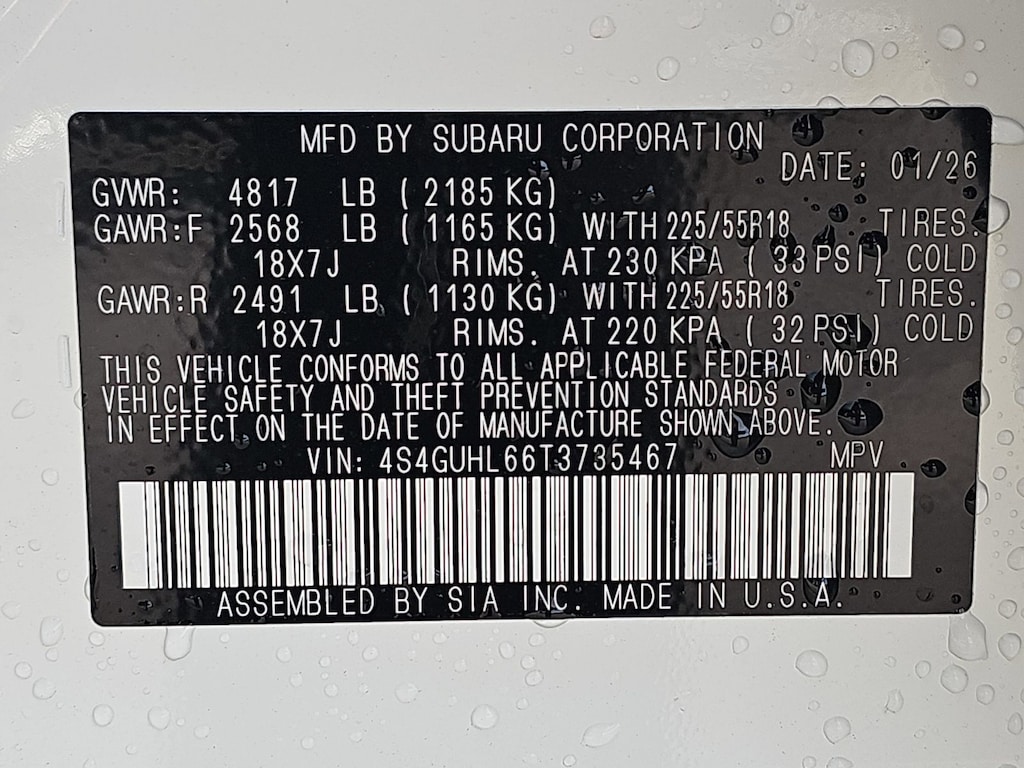 MFD BY SUBARU CORPORATION
DATE: 01/26
GVWR: 4817 LB ( 2185 KG)
GAWR:F 2568 LB ( 1165 KG) WITH 225/55R18 TIRES.
18X7J RIMS. AT 230 KPA ( 33 PSI) COLD
GAWR:R 2491 LB ( 1130 KG) WITH 225/55R18 TIRES.
18X7J RIMS. AT 220 KPA ( 32 PSI) COLD
THIS VEHICLE CONFORMS TO ALL APPLICABLE FEDERAL MOTOR
VEHICLE SAFETY AND THEFT PREVENTION STANDARDS
IN EFFECT ON THE DATE OF MANUFACTURE SHOWN ABOVE.
VIN: 4S4GUHL66T3735467 MPV
ASSEMBLED BY SIA INC. MADE IN U.S.A.